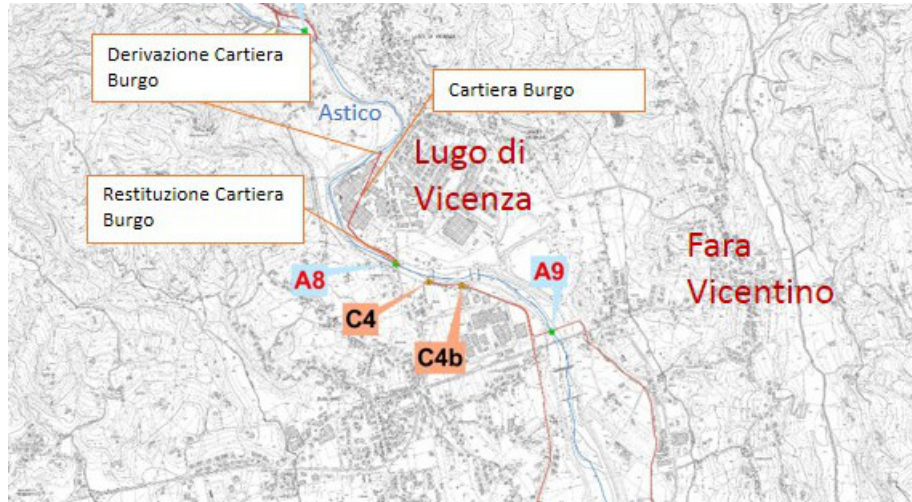 Derivazione Cartiera
Burgo
Cartiera Burgo
Astico
Lugo di
Vicenza
Restituzione Cartiera
Burgo
Fara
Vicentino
A8
A9
C4
C4b